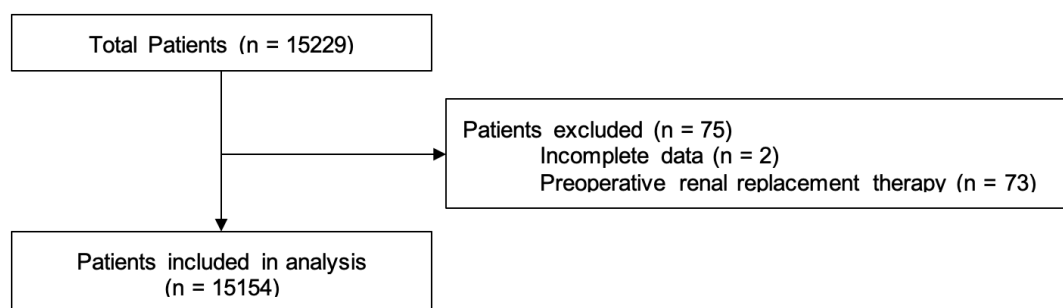 Total Patients (n = 15229)
Patients excluded (n = 75)
Incomplete data (n = 2)
Preoperative renal replacement therapy (n = 73)
Patients included in analysis
(n = 15154)